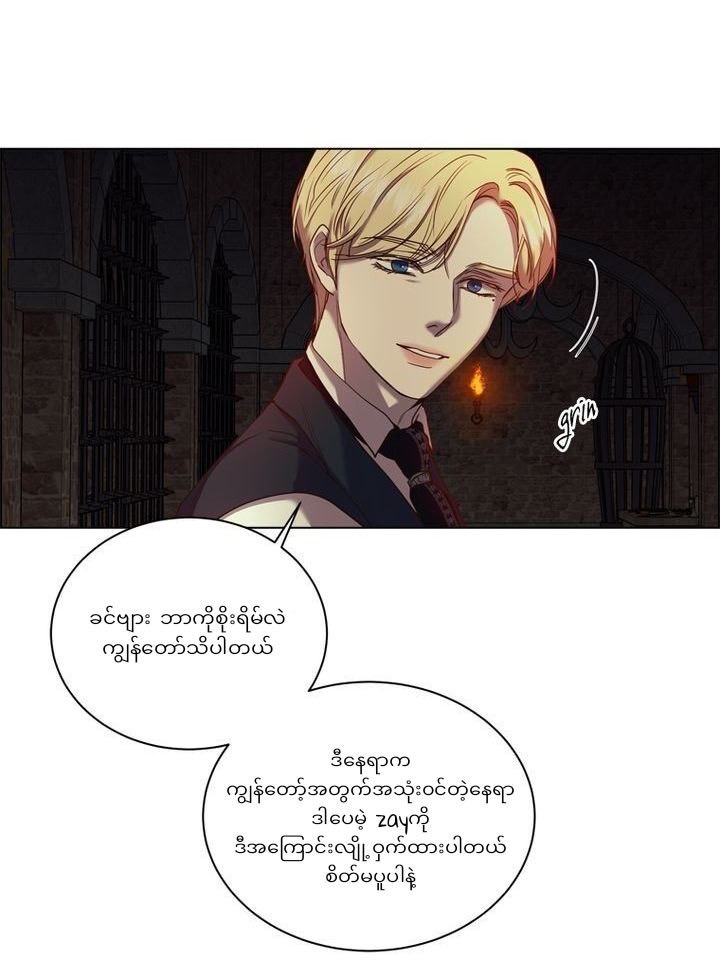 grin
ခင်ဗျား ဘာကိုစိုးရိမ်လဲ
ကျွန်တော်သိပါတယ်
ဒီနေရာက
ကျွန်တော့်အတွက်အသုံးဝင်တဲ့နေရာ
ဒါပေမဲ့ zayကို
ဒီအကြောင်းလျို့ဝှက်ထားပါတယ်
စိတ်မပူပါနဲ့